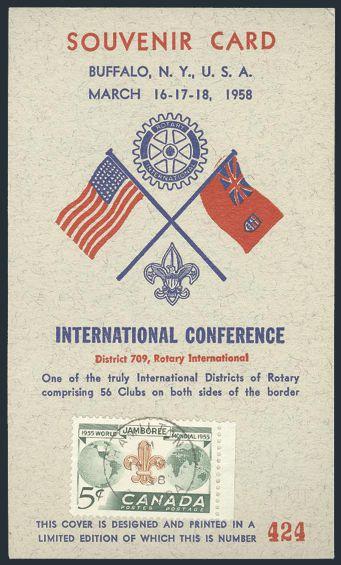 SOUVENIR CARD
BUFFALO, N. Y., U. S. A.
MARCH 16-17-18, 1958
ROTARY
INTERNATIONAL
INTERNATIONAL CONFERENCE
District 709, Rotary International
One of the truly International Districts of Rotary
comprising 56 Clubs on both sides of the border
1955 WORLD JAMBOREE MONDIAL 1955
5¢ CANADA
POSTES POSTAGE
THIS COVER IS DESIGNED AND PRINTED IN A
LIMITED EDITION OF WHICH THIS IS NUMBER 424